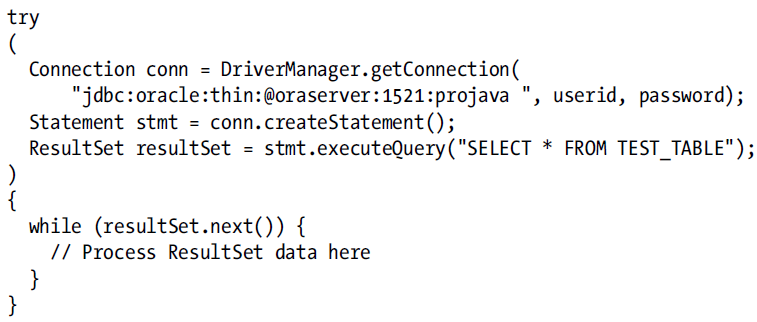 try
(
  Connection conn = DriverManager.getConnection(
      "jdbc:oracle:thin:@oraserver:1521:projava ", userid, password);
  Statement stmt = conn.createStatement();
  ResultSet resultSet = stmt.executeQuery("SELECT * FROM TEST_TABLE");
)
{
  while (resultSet.next()) {
    // Process ResultSet data here
  }
}